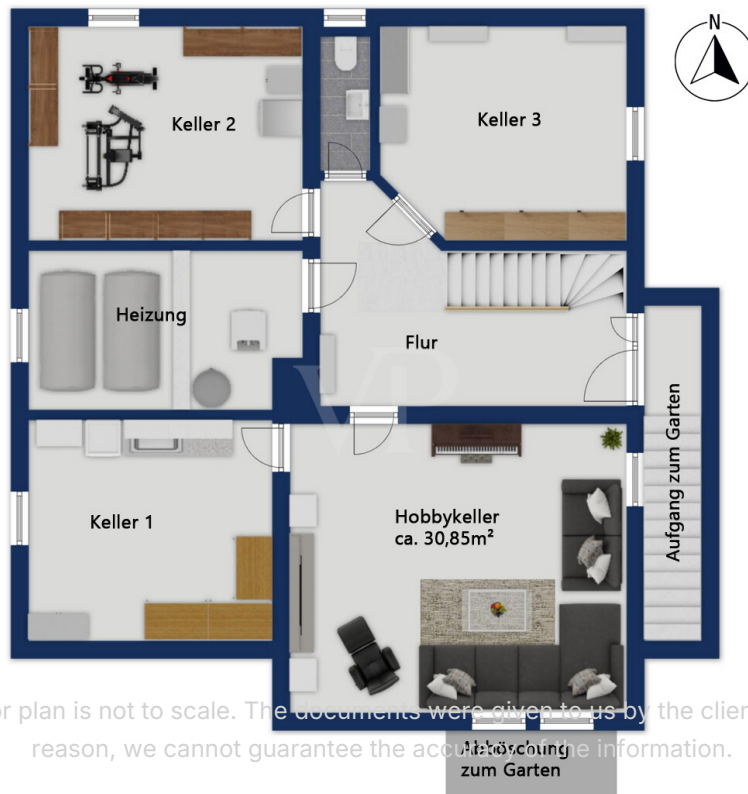 N
Keller 2
Keller 3
Heizung
Flur
Aufgang zum Garten
VP
Keller 1
Hobbykeller
ca. 30,85m²
plan is not to scale. The documents were given to us by the
reason, we cannot guarantee the accuracy of the information.
Abböschung
zum Garten